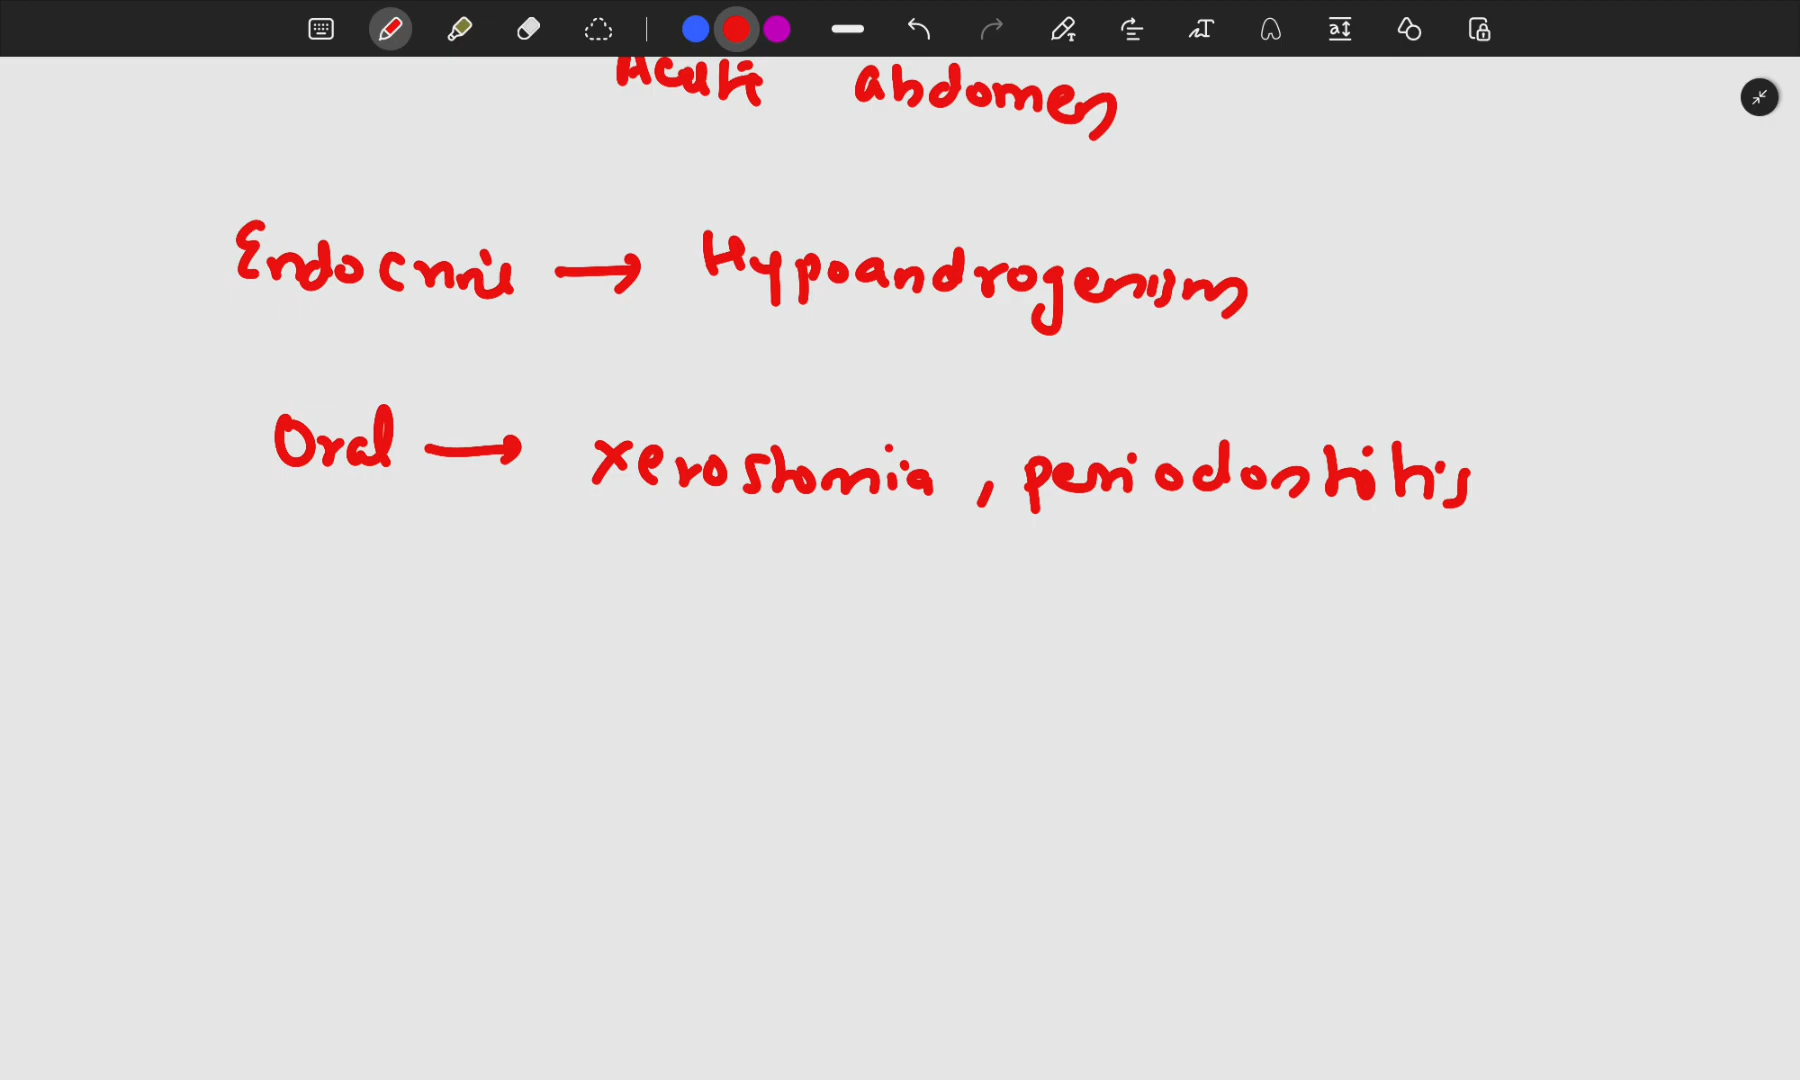 Acute abdomen
Endocrine → Hypoandrogenism
Oral → xerostomia , periodontitis